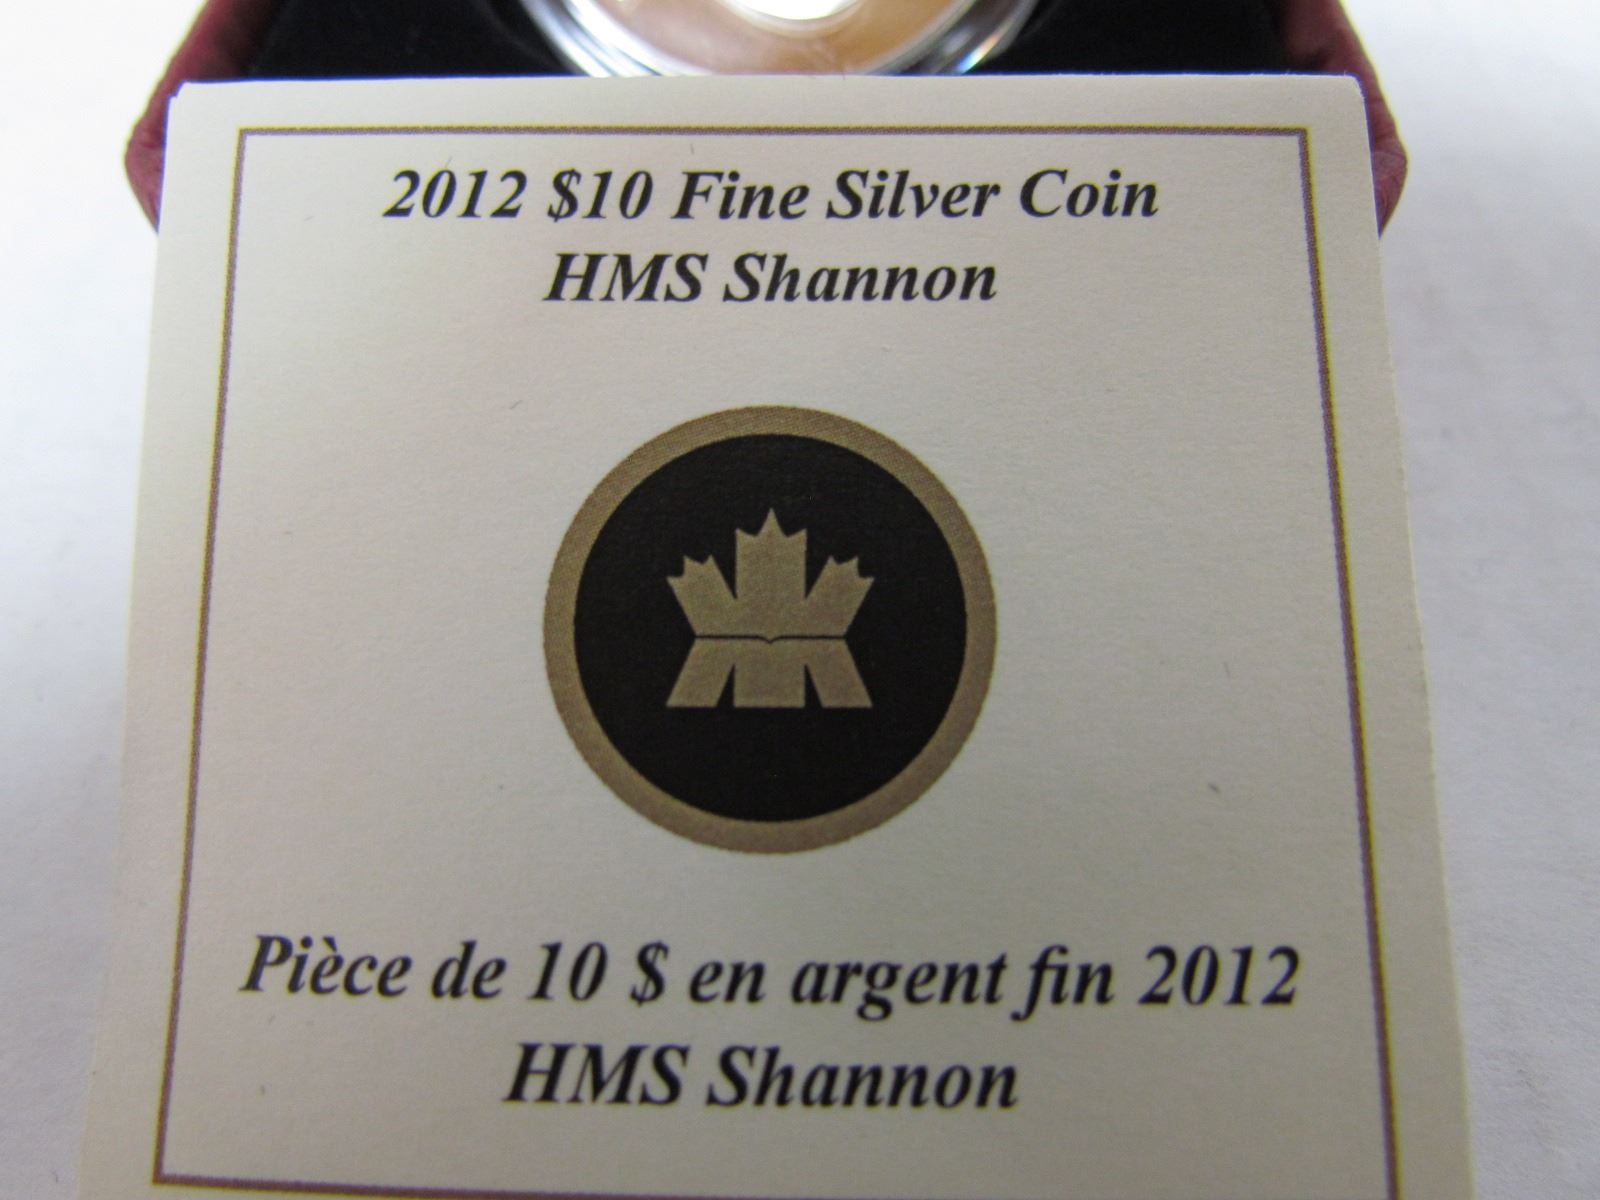 2012 $10 Fine Silver Coin
HMS Shannon
Pièce de 10 $ en argent fin 2012
HMS Shannon